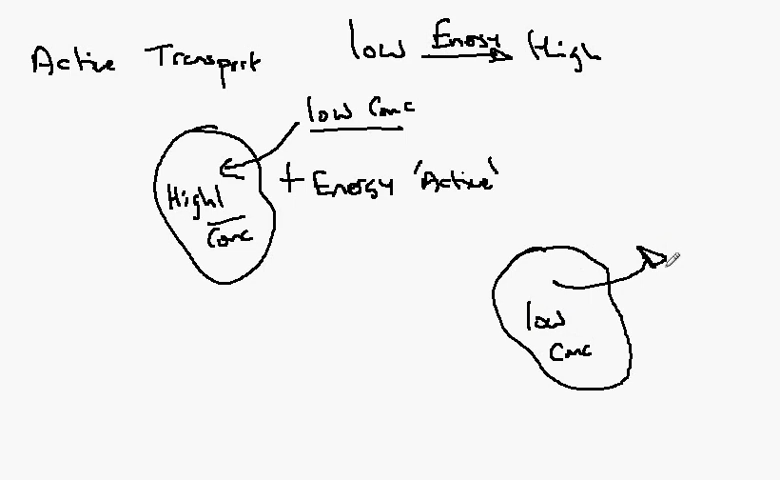 Active Transport
low Energy High
low Conc
High
Conc
+ Energy 'Active'
low
Conc